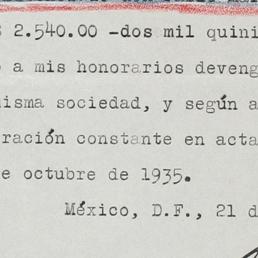 2.540.00 -dos mil quini
a mis honorarios deveng
misma sociedad, y según a
ración constante en acta
e octubre de 1935.
México, D.F., 21 d